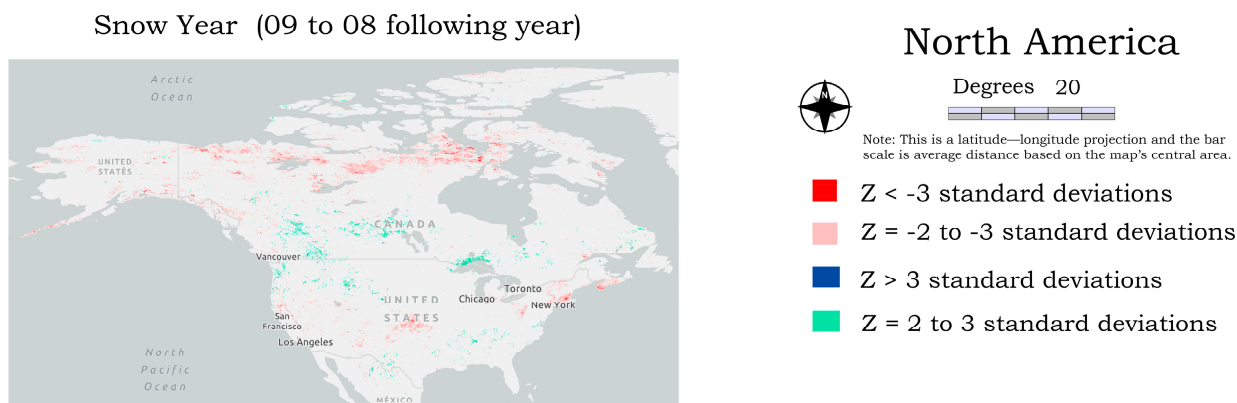 Snow Year (09 to 08 following year)
Arctic
Ocean
UNITED
STATES
CANADA
Vancouver
UNITED
STATES
Toronto
Chicago
New York
San
Francisco
Los Angeles
North
Pacific
Ocean
MÉXICO
North America
N
Degrees 20
Note: This is a latitude—longitude projection and the bar
scale is average distance based on the map's central area.
Z < -3 standard deviations
Z = -2 to -3 standard deviations
Z > 3 standard deviations
Z = 2 to 3 standard deviations